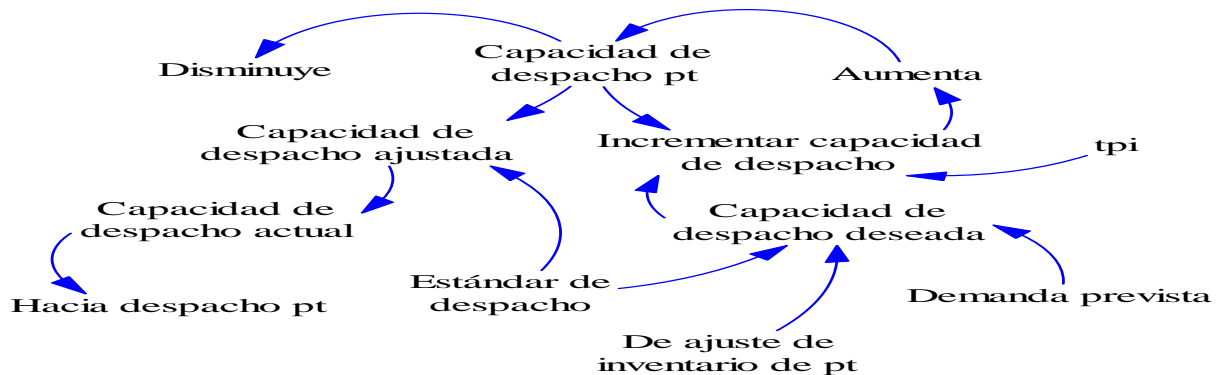 Capacidad de
despacho pt
Disminuye
Aumenta
Capacidad de
despacho ajustada
Incrementar capacidad
de despacho
tpi
Capacidad de
despacho actual
Capacidad de
despacho deseada
Estándar de
despacho
Hacia despacho pt
Demanda prevista
De ajuste de
inventario de pt